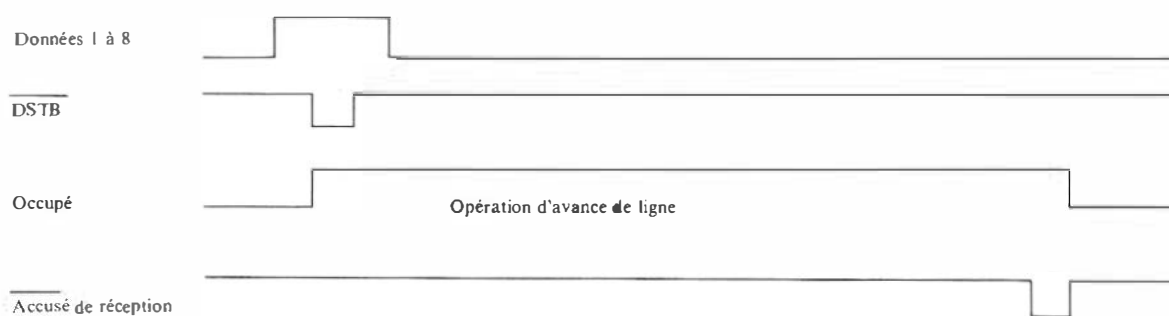 Données 1 à 8
DSTB
Occupé
Opération d'avance de ligne
Accusé de réception